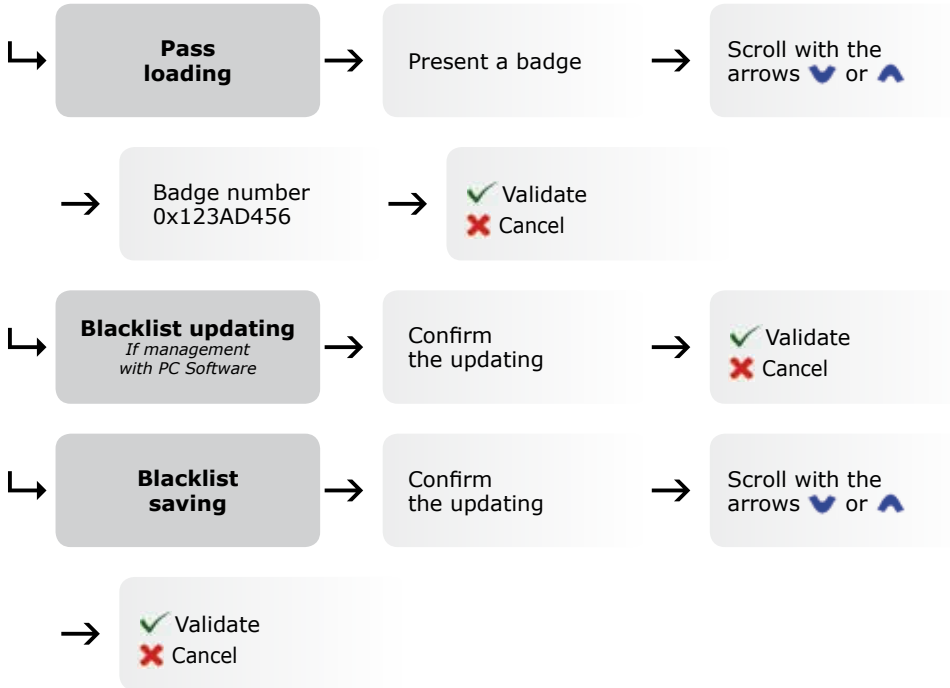 Pass
loading
Present a badge
Scroll with the
arrows or
Badge number
0x123AD456
Validate
Cancel
Blacklist updating
If management
with PC Software
Confirm
the updating
Validate
Cancel
Blacklist
saving
Confirm
the updating
Scroll with the
arrows or
Validate
Cancel